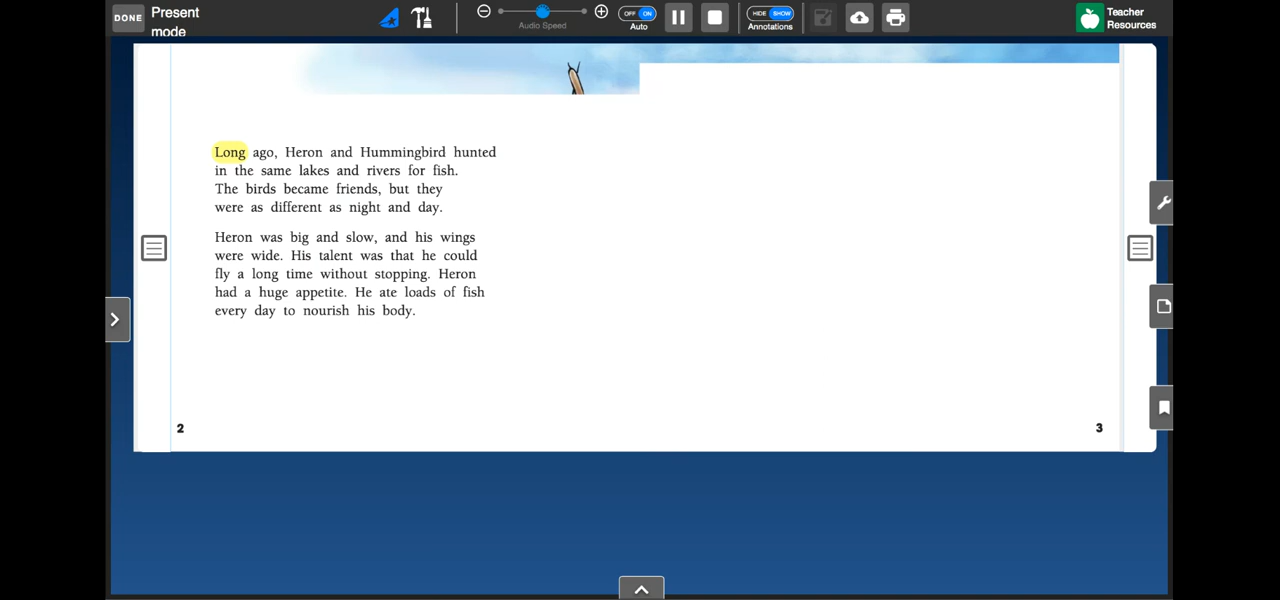 DONE
Present
mode
Audio Speed
OFF ON
Auto
HIDE SHOW
Annotations
Teacher
Resources
Long ago, Heron and Hummingbird hunted
in the same lakes and rivers for fish.
The birds became friends, but they
were as different as night and day.
Heron was big and slow, and his wings
were wide. His talent was that he could
fly a long time without stopping. Heron
had a huge appetite. He ate loads of fish
every day to nourish his body.
2
3